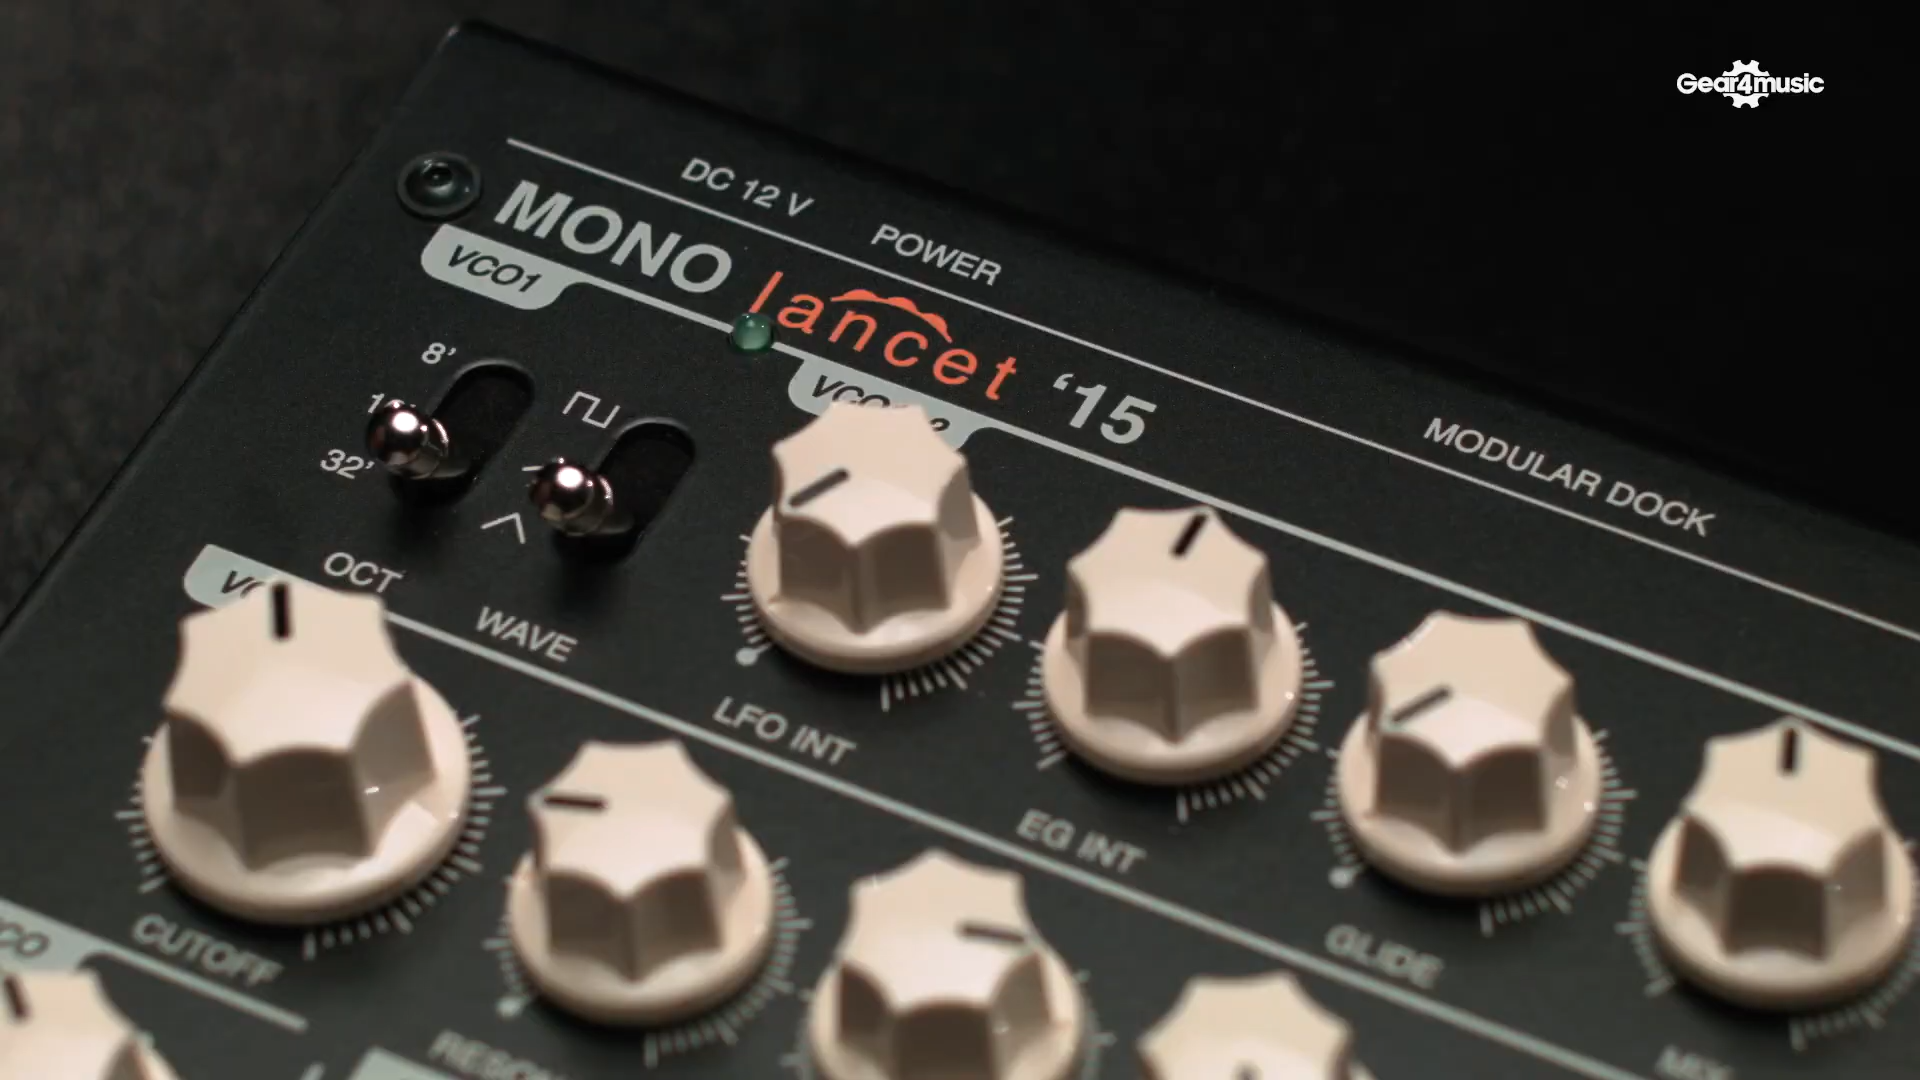 Gear4music
DC 12 V
POWER
MONO lancet '15
MODULAR DOCK
VCO1
8'
32'
OCT
WAVE
LFO INT
EG INT
GLIDE
CUTOFF